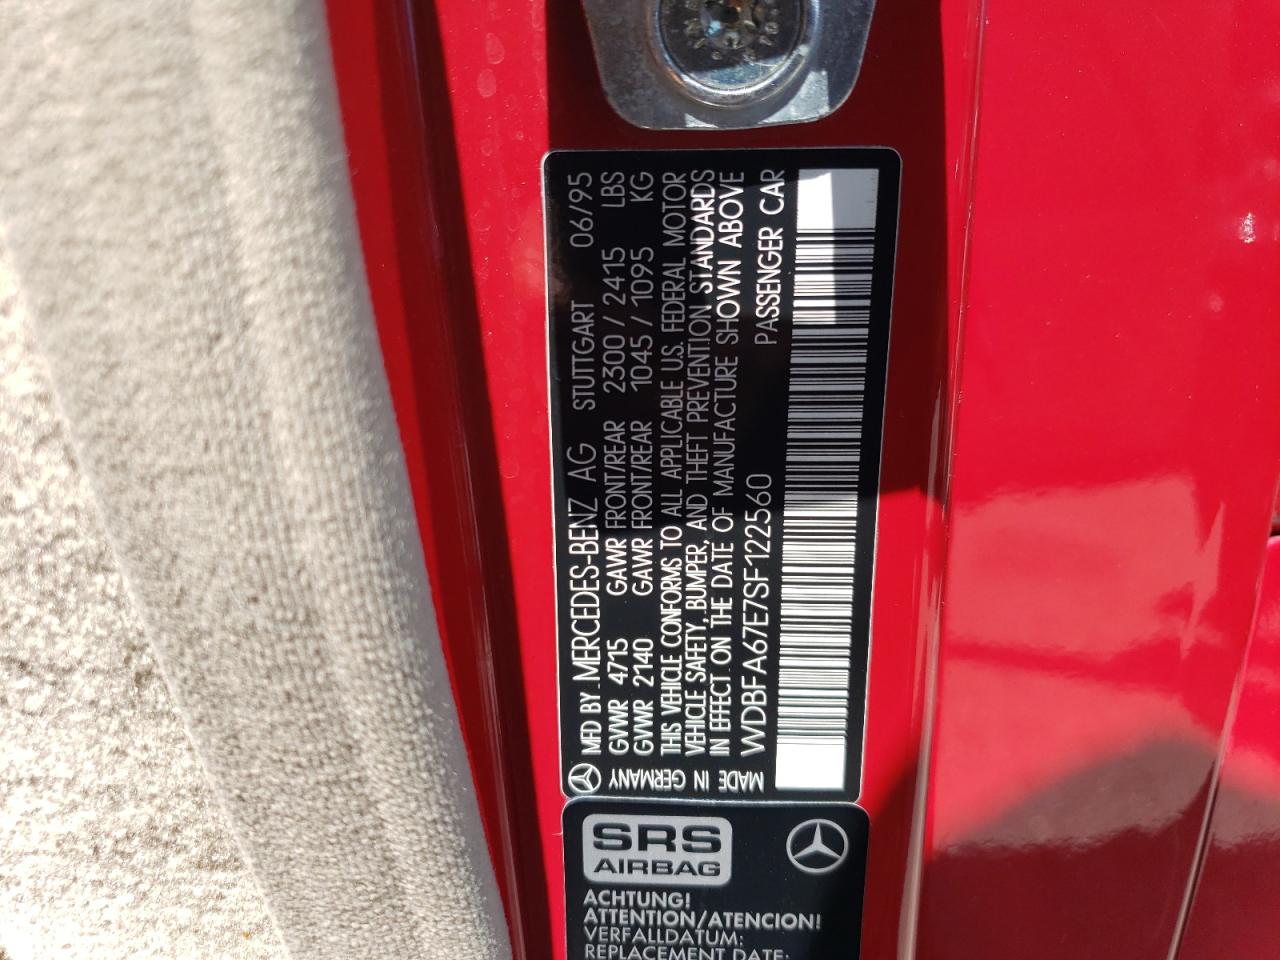 MFD BY MERCEDES-BENZ AG STUTTGART 06/95
GVWR 4715 GAWR FRONT/REAR 2300 / 2415 LBS
GVWR 2140 GAWR FRONT/REAR 1045 / 1095 KG
THIS VEHICLE CONFORMS TO ALL APPLICABLE U.S. FEDERAL MOTOR
VEHICLE SAFETY, BUMPER, AND THEFT PREVENTION STANDARDS
IN EFFECT ON THE DATE OF MANUFACTURE SHOWN ABOVE
WDBFA67E7SF122560 PASSENGER CAR
MADE IN GERMANY
SRS
AIRBAG
ACHTUNG!
ATTENTION/ATENCION!
VERFALLDATUM:
REPLACEMENT DATE: